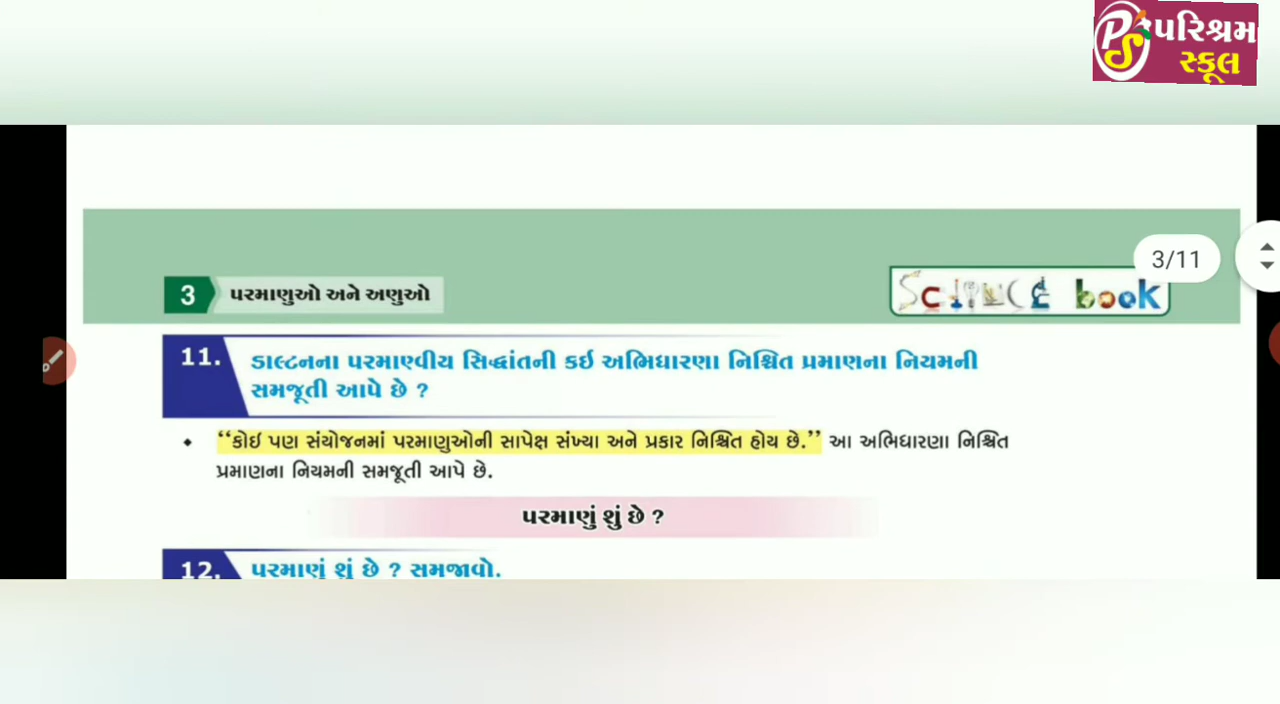 PS પરિશ્રમ
સ્કૂલ
3/11
3 પરમાણુઓ અને અણુઓ
SCIENCE book
11. ડાલ્ટનના પરમાણ્વીય સિદ્ધાંતની કઈ અભિધારણા નિશ્ચિત પ્રમાણના નિયમની
સમજૂતી આપે છે ?
◆ “કોઈ પણ સંયોજનમાં પરમાણુઓની સાપેક્ષ સંખ્યા અને પ્રકાર નિશ્ચિત હોય છે.” આ અભિધારણા નિશ્ચિત
પ્રમાણના નિયમની સમજૂતી આપે છે.
પરમાણું શું છે ?
12. પરમાણું શું છે ? સમજાવો.